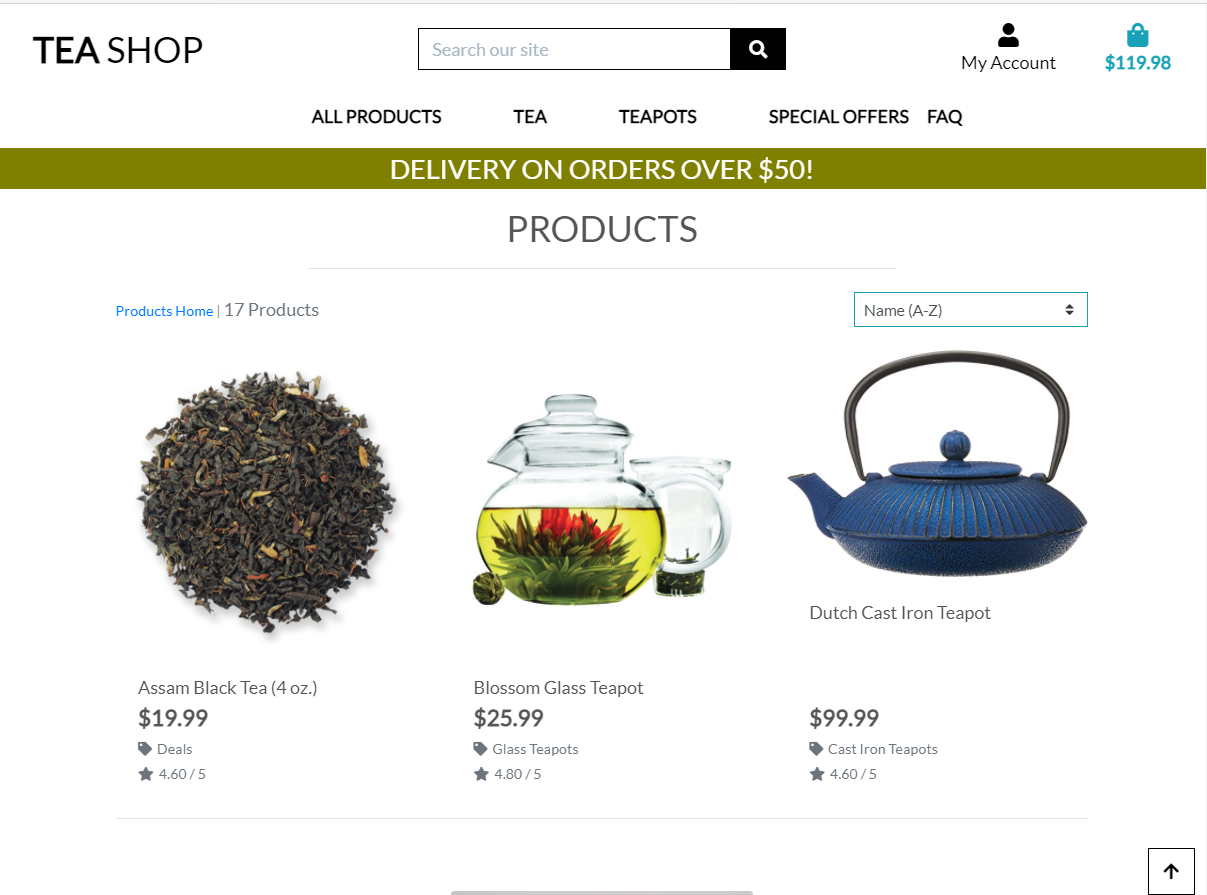 TEA SHOP
Search our site
My Account
$119.98
ALL PRODUCTS TEA TEAPOTS SPECIAL OFFERS FAQ
DELIVERY ON ORDERS OVER $50!
PRODUCTS
Products Home | 17 Products
Name (A-Z)
Assam Black Tea (4 oz.)
$19.99
Deals
4.60 / 5
Blossom Glass Teapot
$25.99
Glass Teapots
4.80 / 5
Dutch Cast Iron Teapot
$99.99
Cast Iron Teapots
4.60 / 5